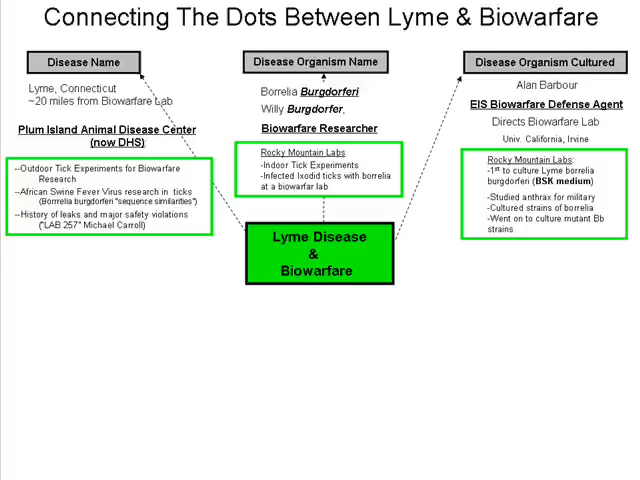 Connecting The Dots Between Lyme & Biowarfare
Disease Name
Lyme, Connecticut
~20 miles from Biowarfare Lab
Plum Island Animal Disease Center
(now DHS):
--Outdoor Tick Experiments for Biowarfare
Research
--African Swine Fever Virus research in ticks
(Borrrelia burgdorferi "sequence similarities")
--History of leaks and major safety violations
("LAB 257" Michael Carroll)
Disease Organism Name
Borrelia Burgdorferi
Willy Burgdorfer,
Biowarfare Researcher
Rocky Mountain Labs
-Indoor Tick Experiments
-Infected Ixodid ticks with borrelia
at a biowarfar lab
Disease Organism Cultured
Alan Barbour
EIS Biowarfare Defense Agent
Directs Biowarfare Lab
Univ. California, Irvine
Rocky Mountain Labs:
-1st to culture Lyme borrelia
burgdorferi (BSK medium)
-Studied anthrax for military
-Cultured strains of borrelia
-Went on to culture mutant Bb
strains
Lyme Disease
&
Biowarfare